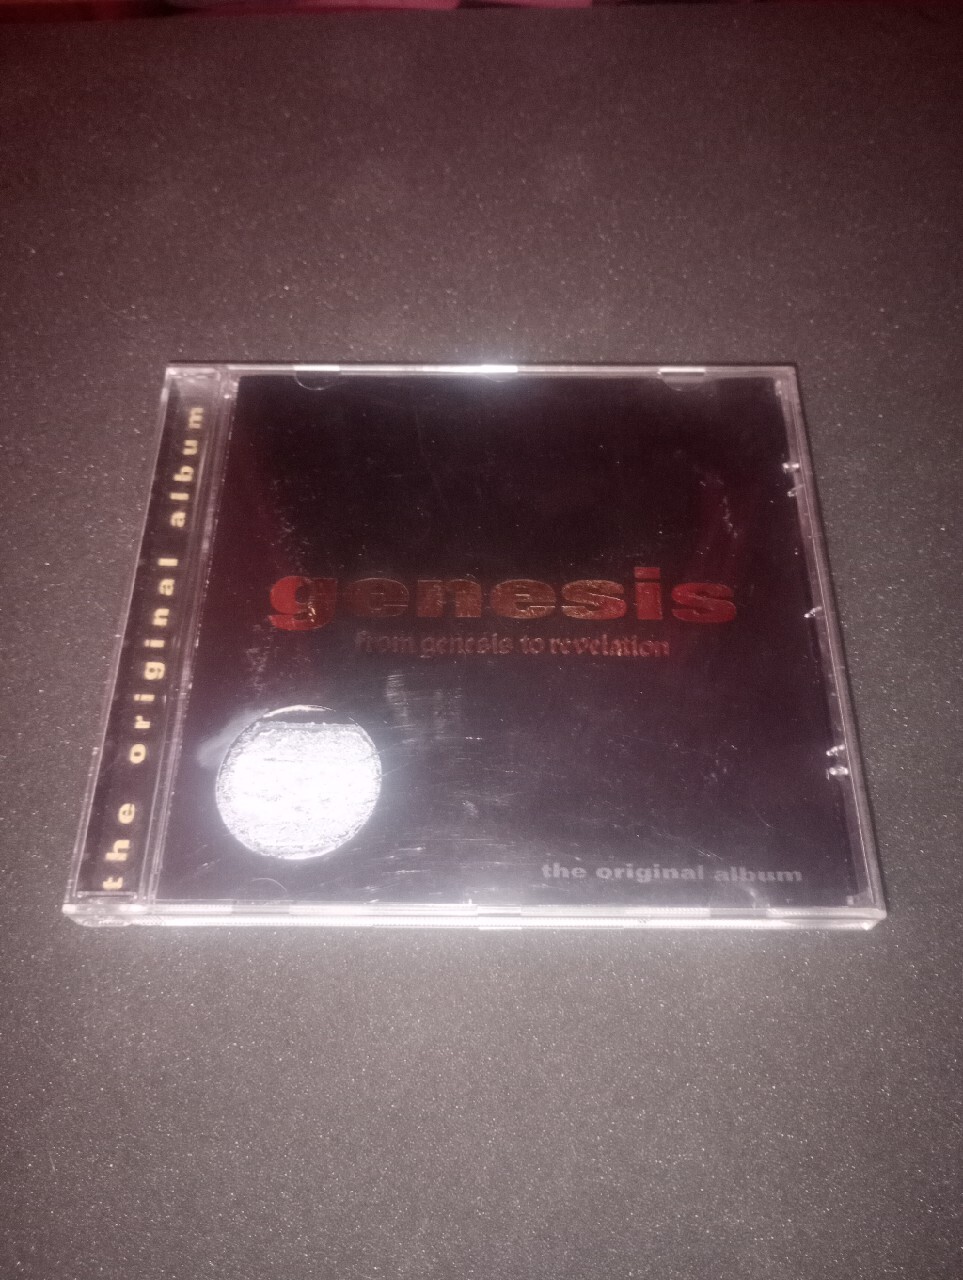 the original album
genesis
from genesis to revelation
the original album